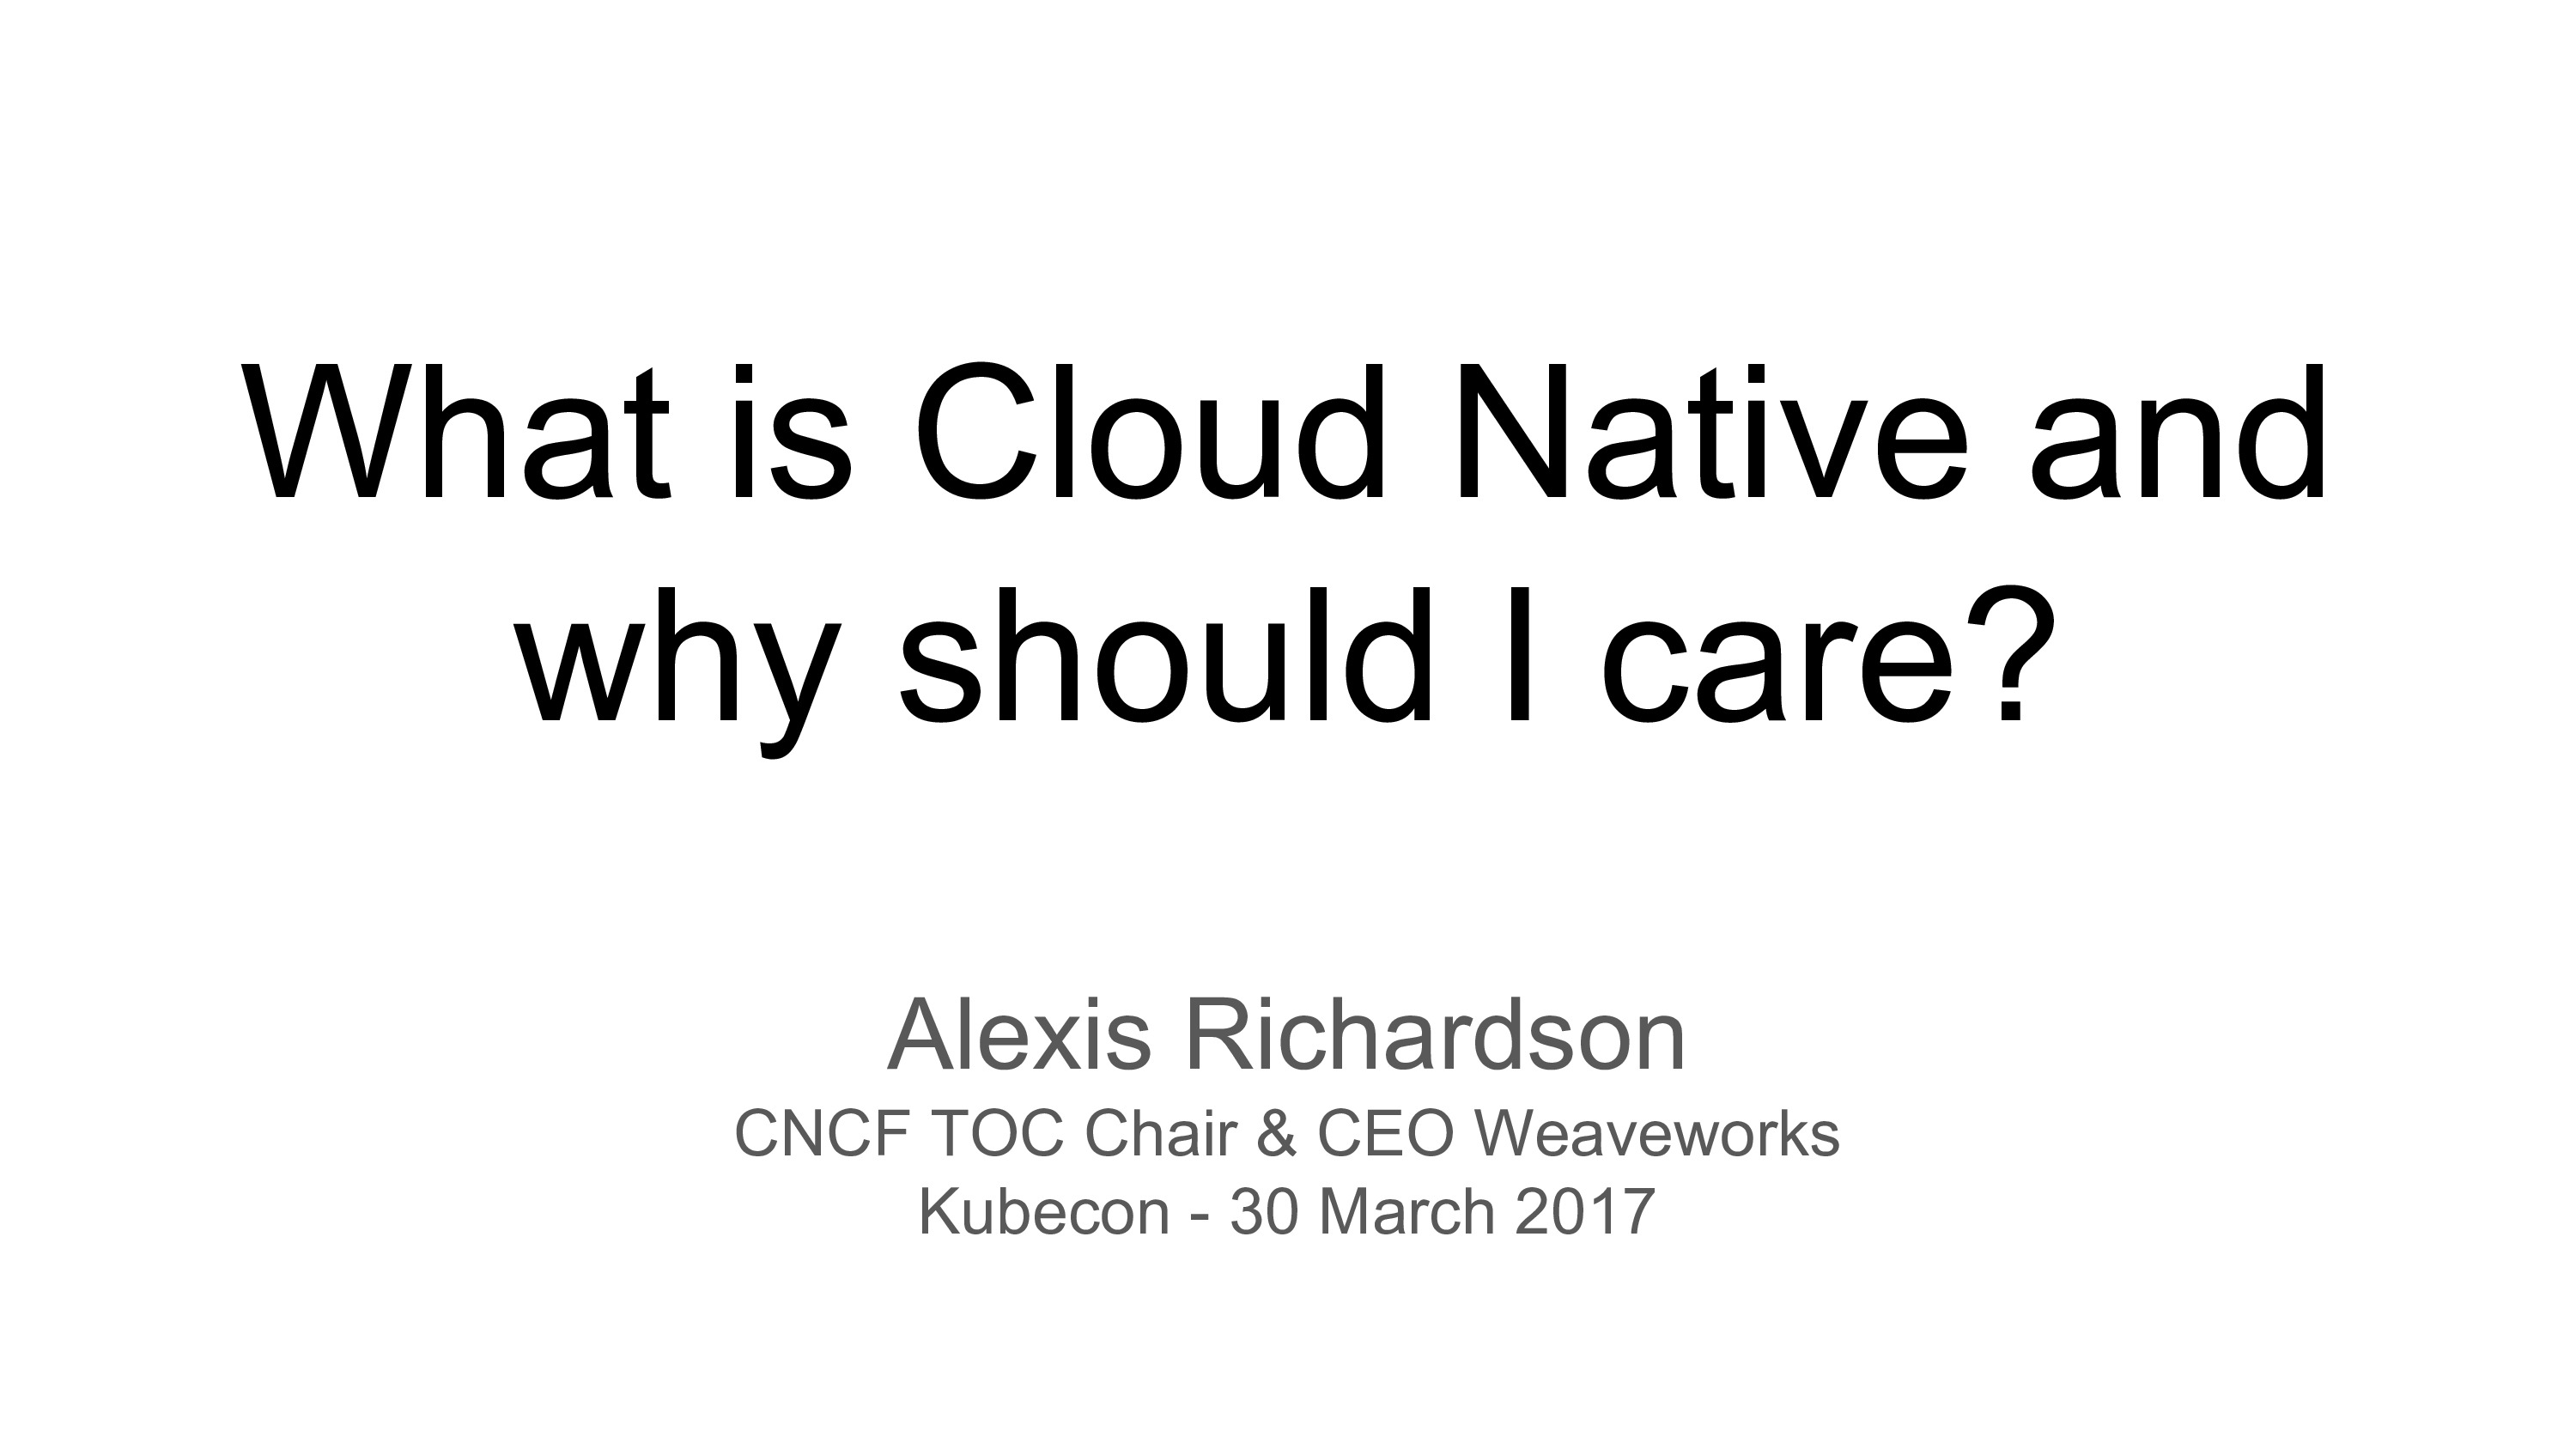 What is Cloud Native and
why should I care?
Alexis Richardson
CNCF TOC Chair & CEO Weaveworks
Kubecon - 30 March 2017